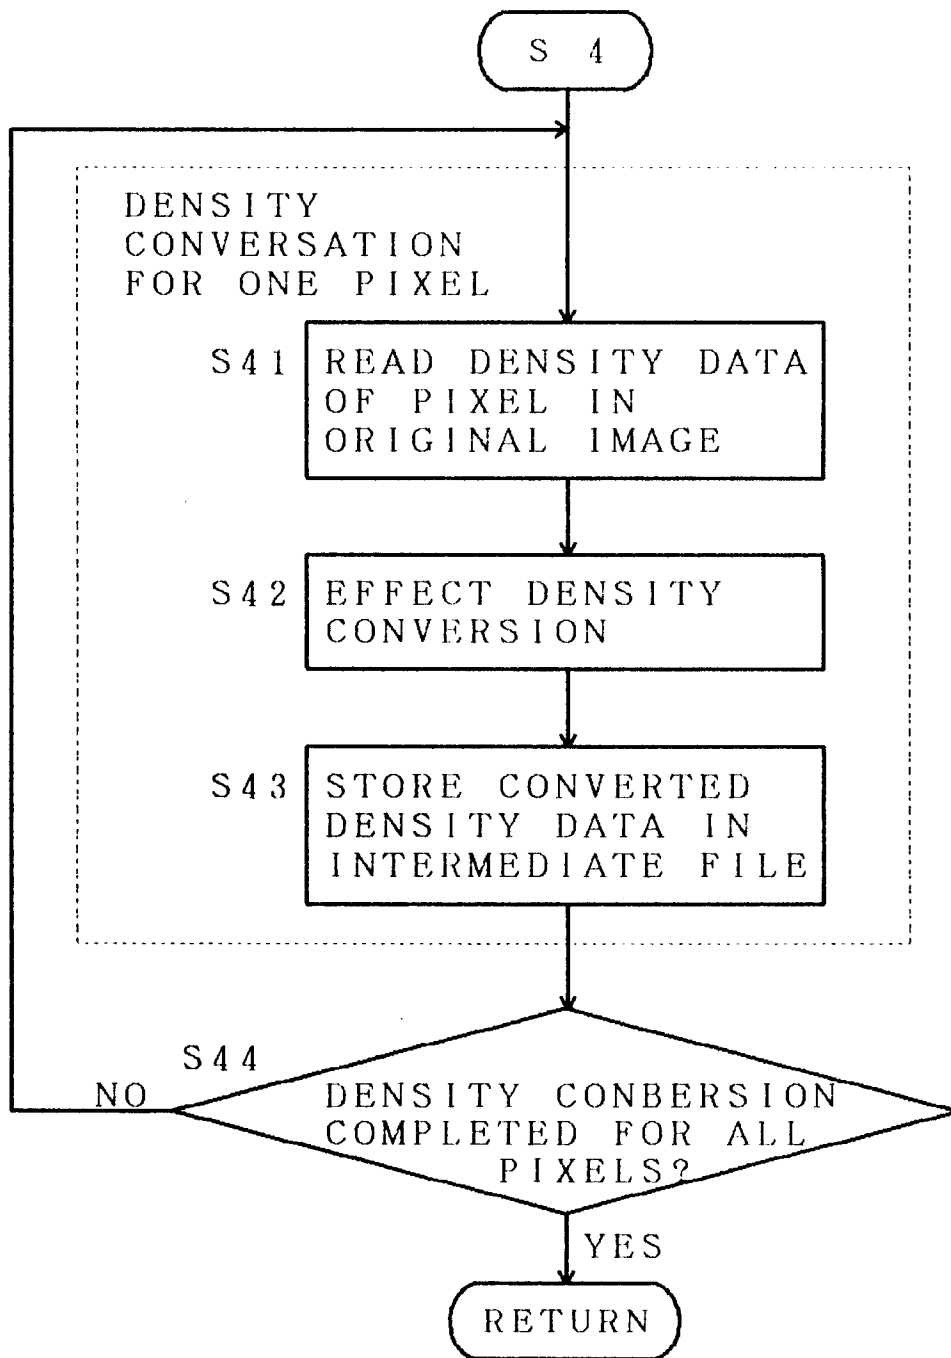 S 4
DENSITY
CONVERSATION
FOR ONE PIXEL
S41
READ DENSITY DATA
OF PIXEL IN
ORIGINAL IMAGE
S42
EFFECT DENSITY
CONVERSION
S43
STORE CONVERTED
DENSITY DATA IN
INTERMEDIATE FILE
S44
NO
DENSITY CONBERSION
COMPLETED FOR ALL
PIXELS?
YES
RETURN